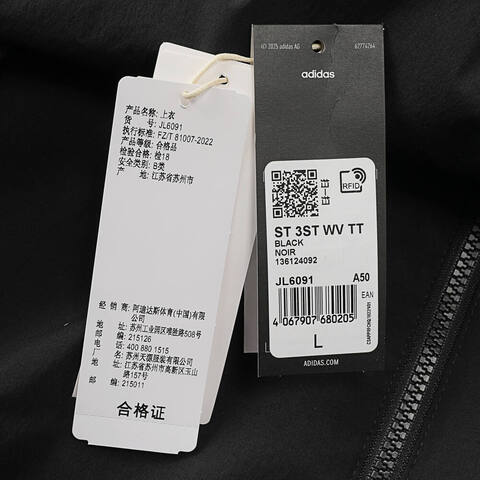 产品名称: 上衣
货 号: JL6091
执行标准: FZ/T 81007-2022
产品等级: 合格品
检验合格: 检18
安全类别: B类
产 地: 江苏省苏州市
经 销 商: 阿迪达斯体育(中国)有限
公司
地 址: 苏州工业园区唯胜路508号
邮 编: 215126
电 话: 400 880 1515
厂 名: 苏州天源服装有限公司
地 址: 江苏省苏州市高新区玉山
路157号
邮 编: 215011
合格证
(C) 2025 adidas AG
62774264
adidas
RFID
ST 3ST WV TT
BLACK
NOIR
136124092
JL6091 A50
EAN
4 067907 680205
L
ADIDAS.COM